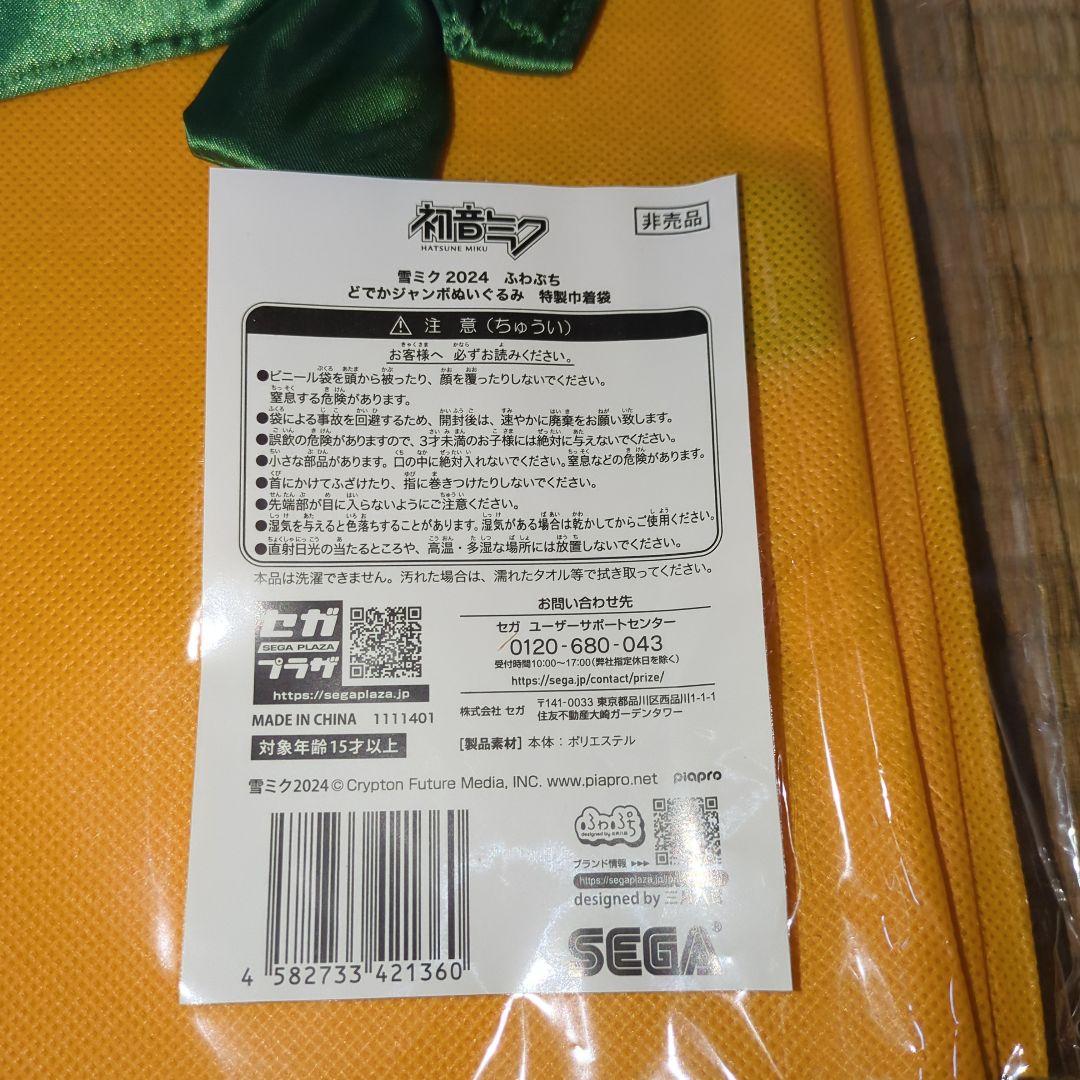 初音ミク
HATSUNE MIKU
非売品
雪ミク2024 ふわぷち
どでかジャンボぬいぐるみ 特製巾着袋
⚠ 注 意(ちゅうい)
お客様へ 必ずお読みください。
●ビニール袋を頭から被ったり、顔を覆ったりしないでください。
窒息する危険があります。
●袋による事故を回避するため、開封後は、速やかに廃棄をお願い致します。
●誤飲の危険がありますので、3才未満のお子様には絶対に与えないでください。
●小さな部品があります。口の中に絶対入れないでください。窒息などの危険があります。
●首にかけてふざけたり、指に巻きつけたりしないでください。
●先端部が目に入らないようにご注意ください。
●湿気を与えると色落ちすることがあります。湿気がある場合は乾かしてからご使用ください。
●直射日光の当たるところや、高温・多湿な場所には放置しないでください。
本品は洗濯できません。汚れた場合は、濡れたタオル等で拭き取ってください。
セガ
SEGA PLAZA
プラザ
https://segaplaza.jp
MADE IN CHINA 1111401
対象年齢15才以上
お問い合わせ先
セガ ユーザーサポートセンター
0120-680-043
受付時間10:00〜17:00(弊社指定休日を除く)
https://sega.jp/contact/prize/
株式会社 セガ 〒141-0033 東京都品川区西品川1-1-1
住友不動産大崎ガーデンタワー
[製品素材] 本体:ポリエステル
雪ミク2024 © Crypton Future Media, INC. www.piapro.net piapro
ふわぷち
ブランド情報 ▸▸▸
https://segaplaza.jp/
designed by
SEGA®
4 582733 421360